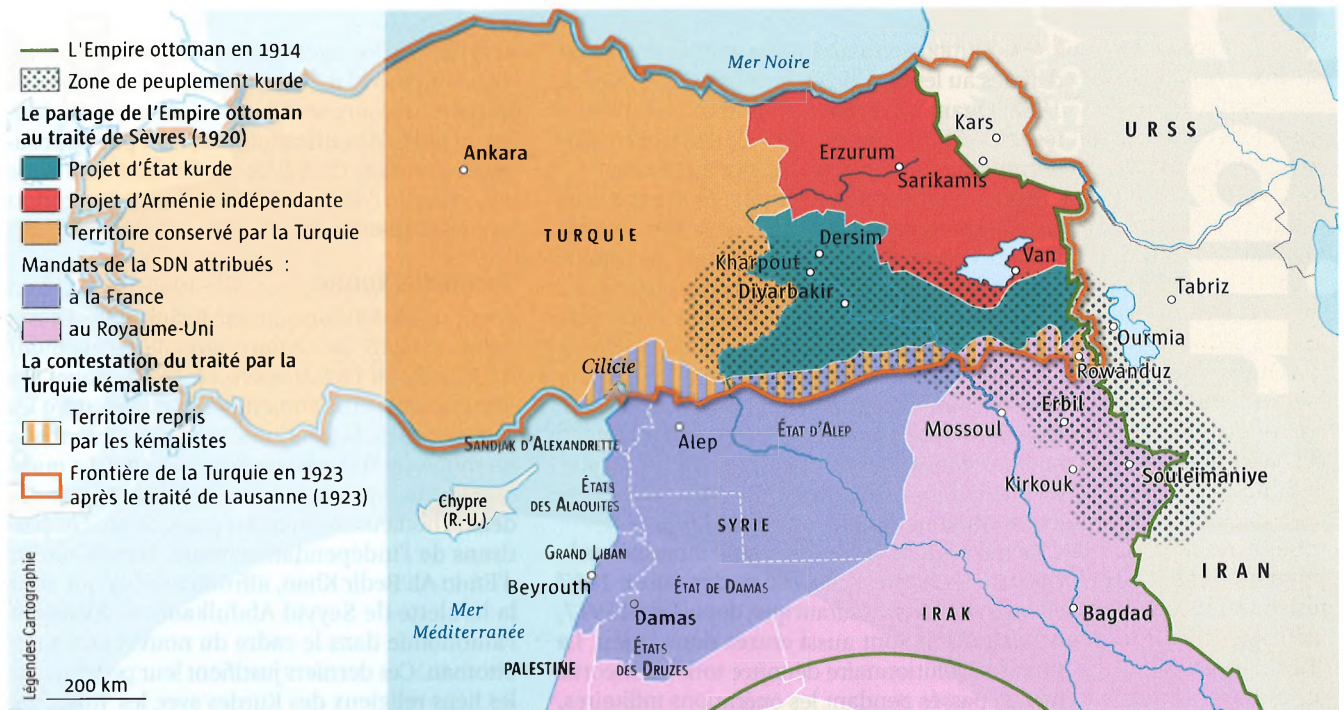 L'Empire ottoman en 1914
Zone de peuplement kurde
Le partage de l'Empire ottoman
au traité de Sèvres (1920)
Projet d'État kurde
Projet d'Arménie indépendante
Territoire conservé par la Turquie
Mandats de la SDN attribués :
à la France
au Royaume-Uni
La contestation du traité par la
Turquie kémaliste
Territoire repris
par les kémalistes
Frontière de la Turquie en 1923
après le traité de Lausanne (1923)
Légendes Cartographie
200 km
Mer Noire
URSS
Kars
Ankara
Erzurum
Sarikamis
TURQUIE
Dersim
Kharpout
Van
Diyarbakir
Tabriz
Ourmia
Cilicie
Rowanduz
Erbil
SANDJAK D'ALEXANDRETTE
Alep
ÉTAT D'ALEP
Mossoul
Souleimaniye
Kirkouk
Chypre
(R.-U.)
ÉTATS
DES ALAOUITES
SYRIE
GRAND LIBAN
IRAN
Beyrouth
ÉTAT DE DAMAS
Mer
Méditerranée
Damas
IRAK
Bagdad
PALESTINE
ÉTATS
DES DRUZES